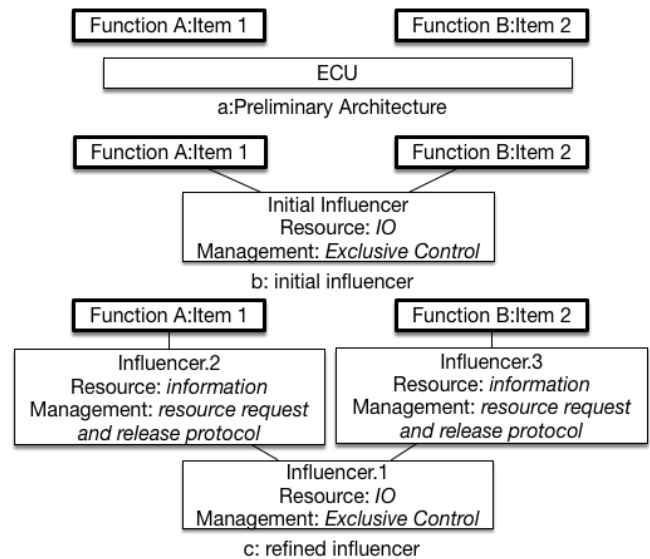 Function A:Item 1
Function B:Item 2
ECU
a:Preliminary Architecture
Function A:Item 1
Function B:Item 2
Initial Influencer
Resource: IO
Management: Exclusive Control
b: initial influencer
Function A:Item 1
Function B:Item 2
Influencer.2
Resource: information
Management: resource request
and release protocol
Influencer.3
Resource: information
Management: resource request
and release protocol
Influencer.1
Resource: IO
Management: Exclusive Control
c: refined influencer